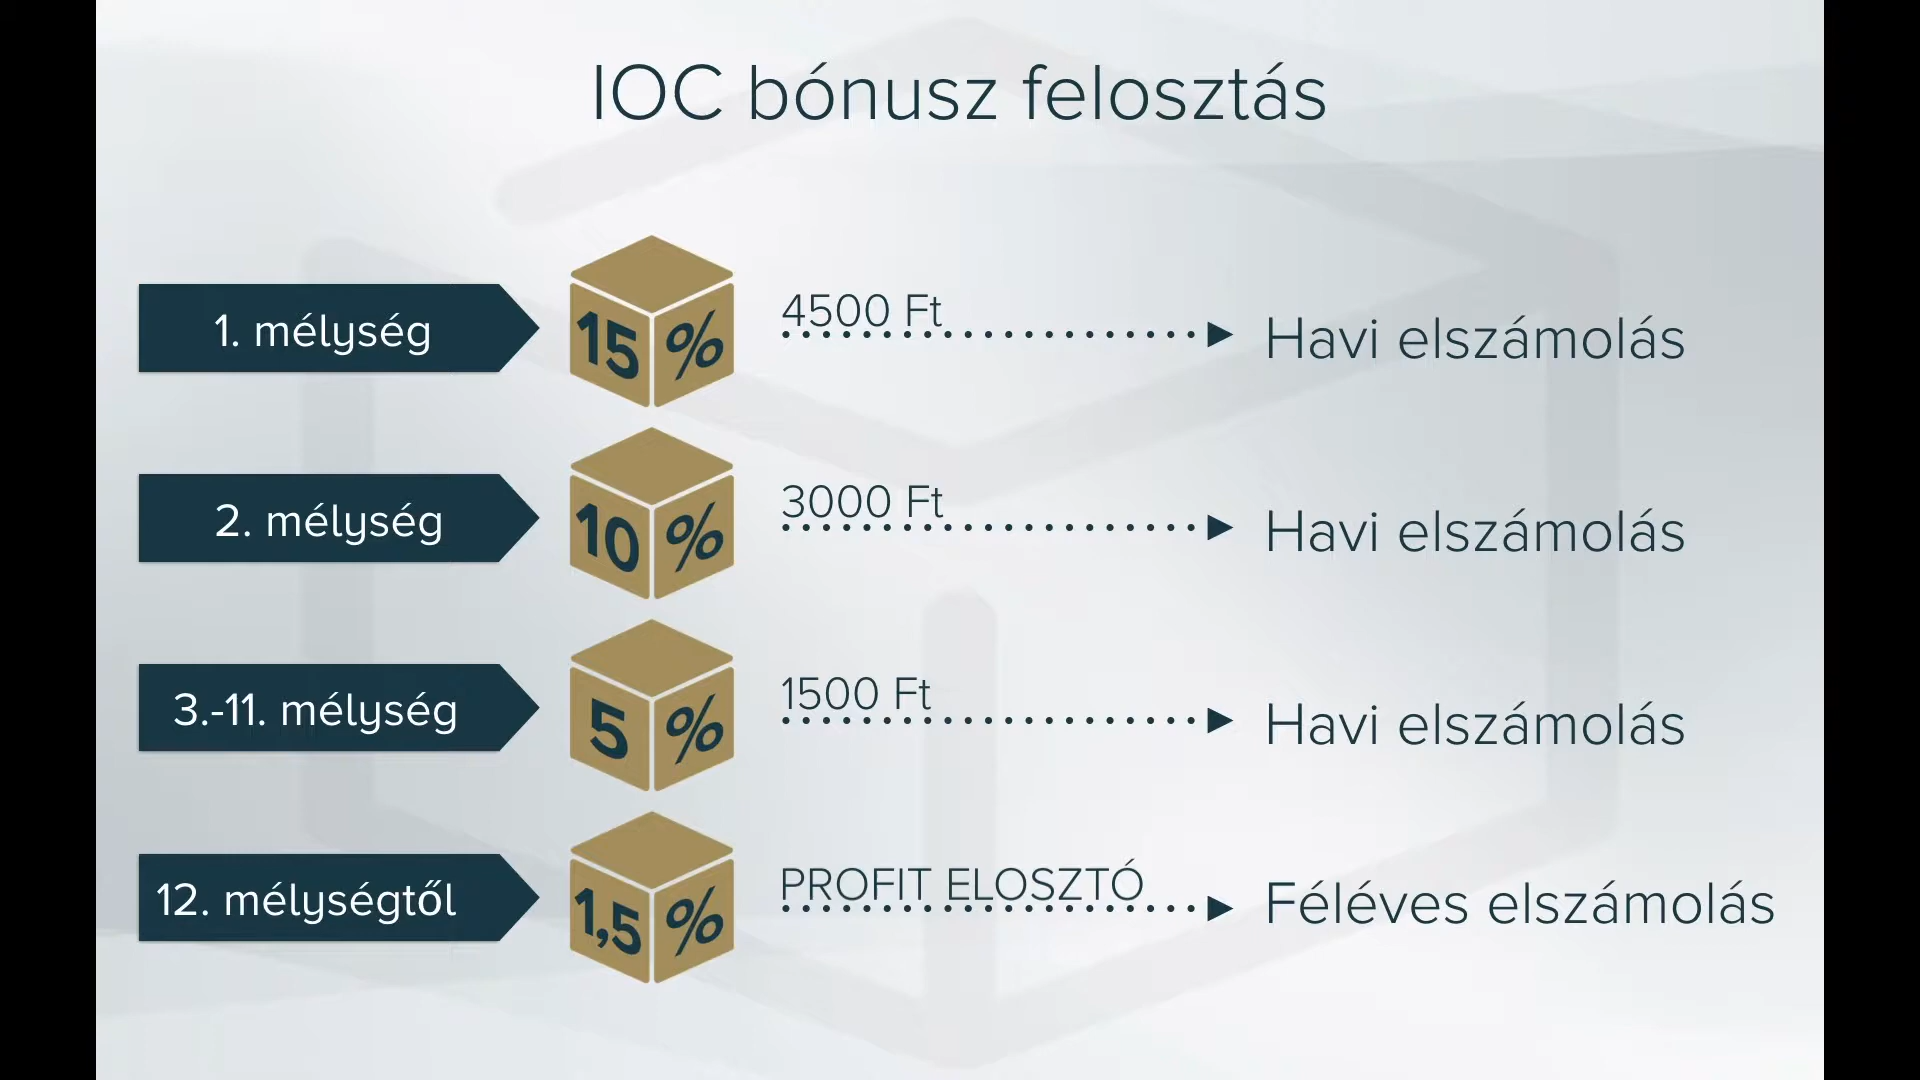 IOC bónusz felosztás
1. mélység
15 %
4500 Ft
Havi elszámolás
2. mélység
10 %
3000 Ft
Havi elszámolás
3.-11. mélység
5 %
1500 Ft
Havi elszámolás
12. mélységtől
1,5 %
PROFIT ELOSZTÓ
Féléves elszámolás